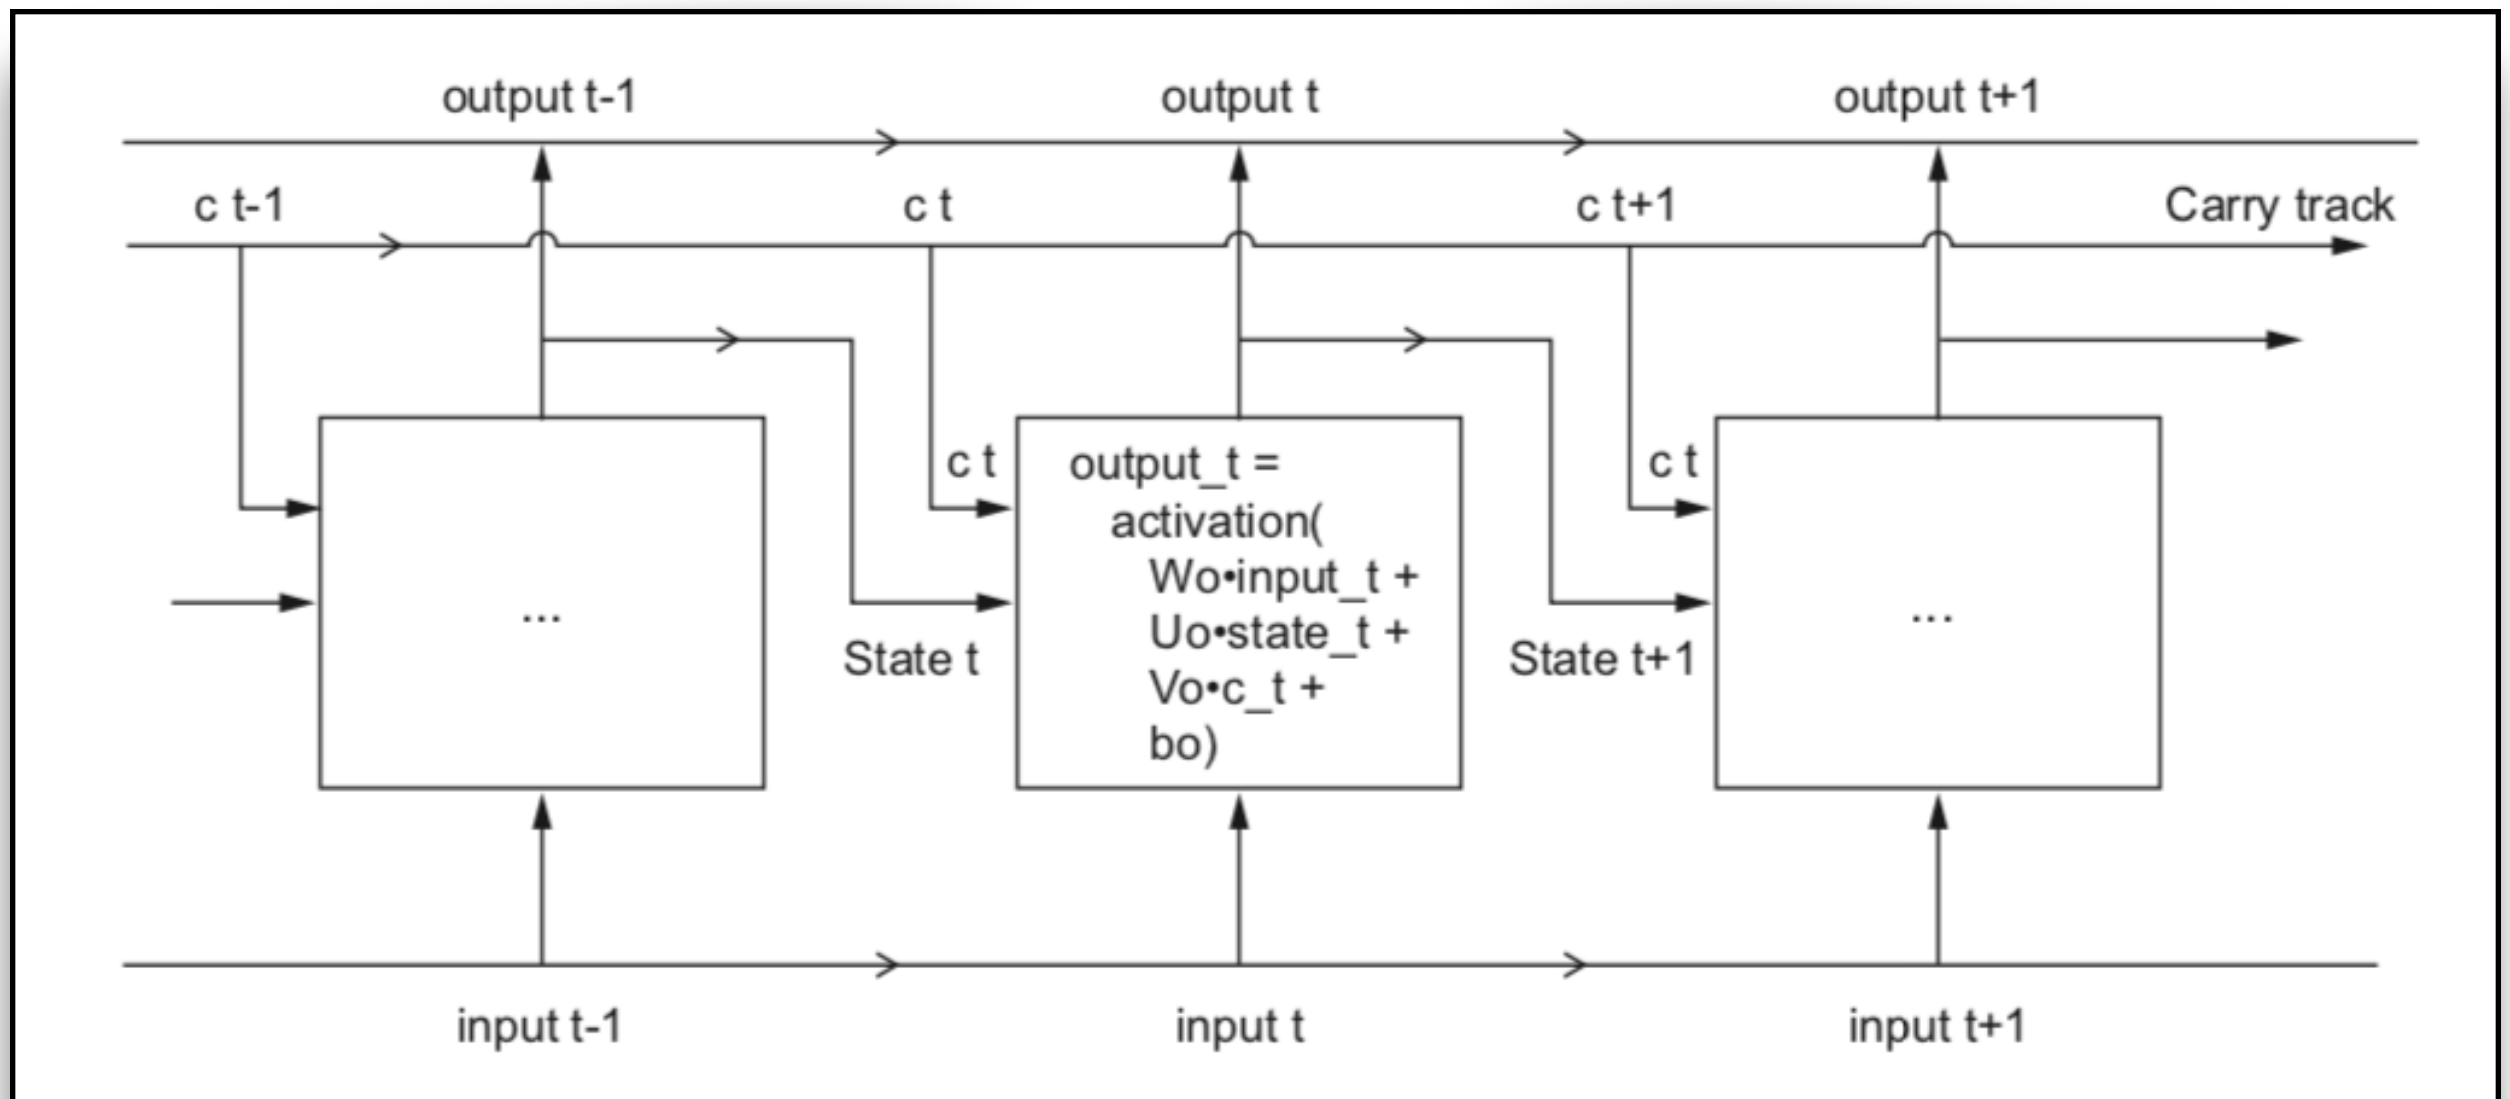 output t-1
output t
output t+1
c t-1
c t
c t+1
Carry track
c t
output_t =
activation(
Wo•input_t +
Uo•state_t +
Vo•c_t +
bo)
c t
...
...
State t
State t+1
input t-1
input t
input t+1